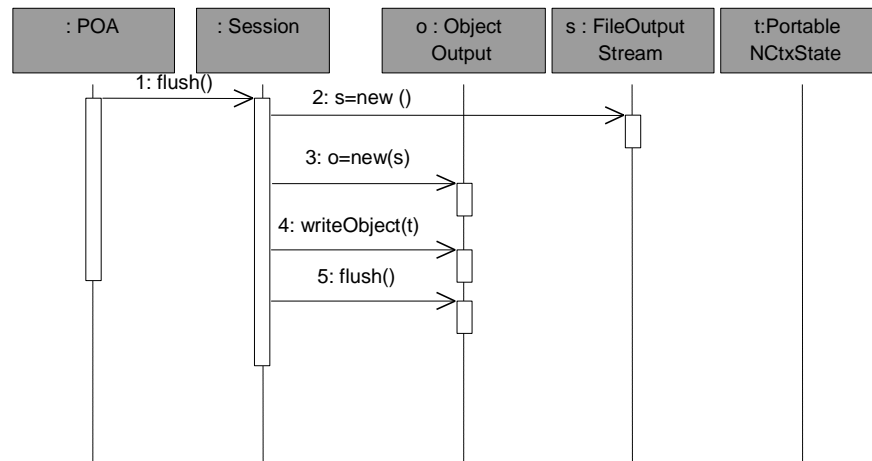 : POA
: Session
o : Object
Output
s : FileOutput
Stream
t:Portable
NCtxState
1: flush()
2: s=new ()
3: o=new(s)
4: writeObject(t)
5: flush()